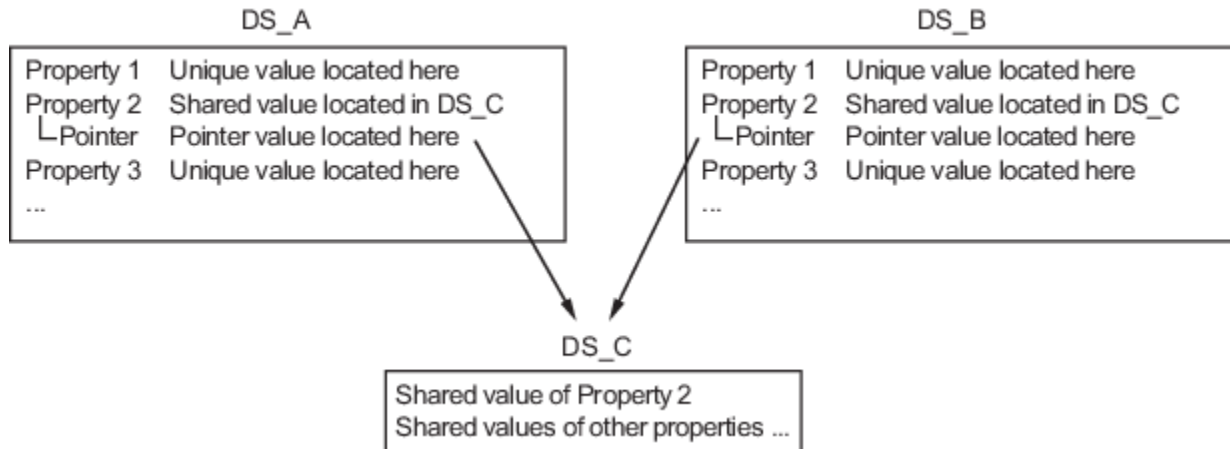 DS_A
Property 1 Unique value located here
Property 2 Shared value located in DS_C
Pointer Pointer value located here
Property 3 Unique value located here
...
DS_B
Property 1 Unique value located here
Property 2 Shared value located in DS_C
Pointer Pointer value located here
Property 3 Unique value located here
...
DS_C
Shared value of Property 2
Shared values of other properties ...